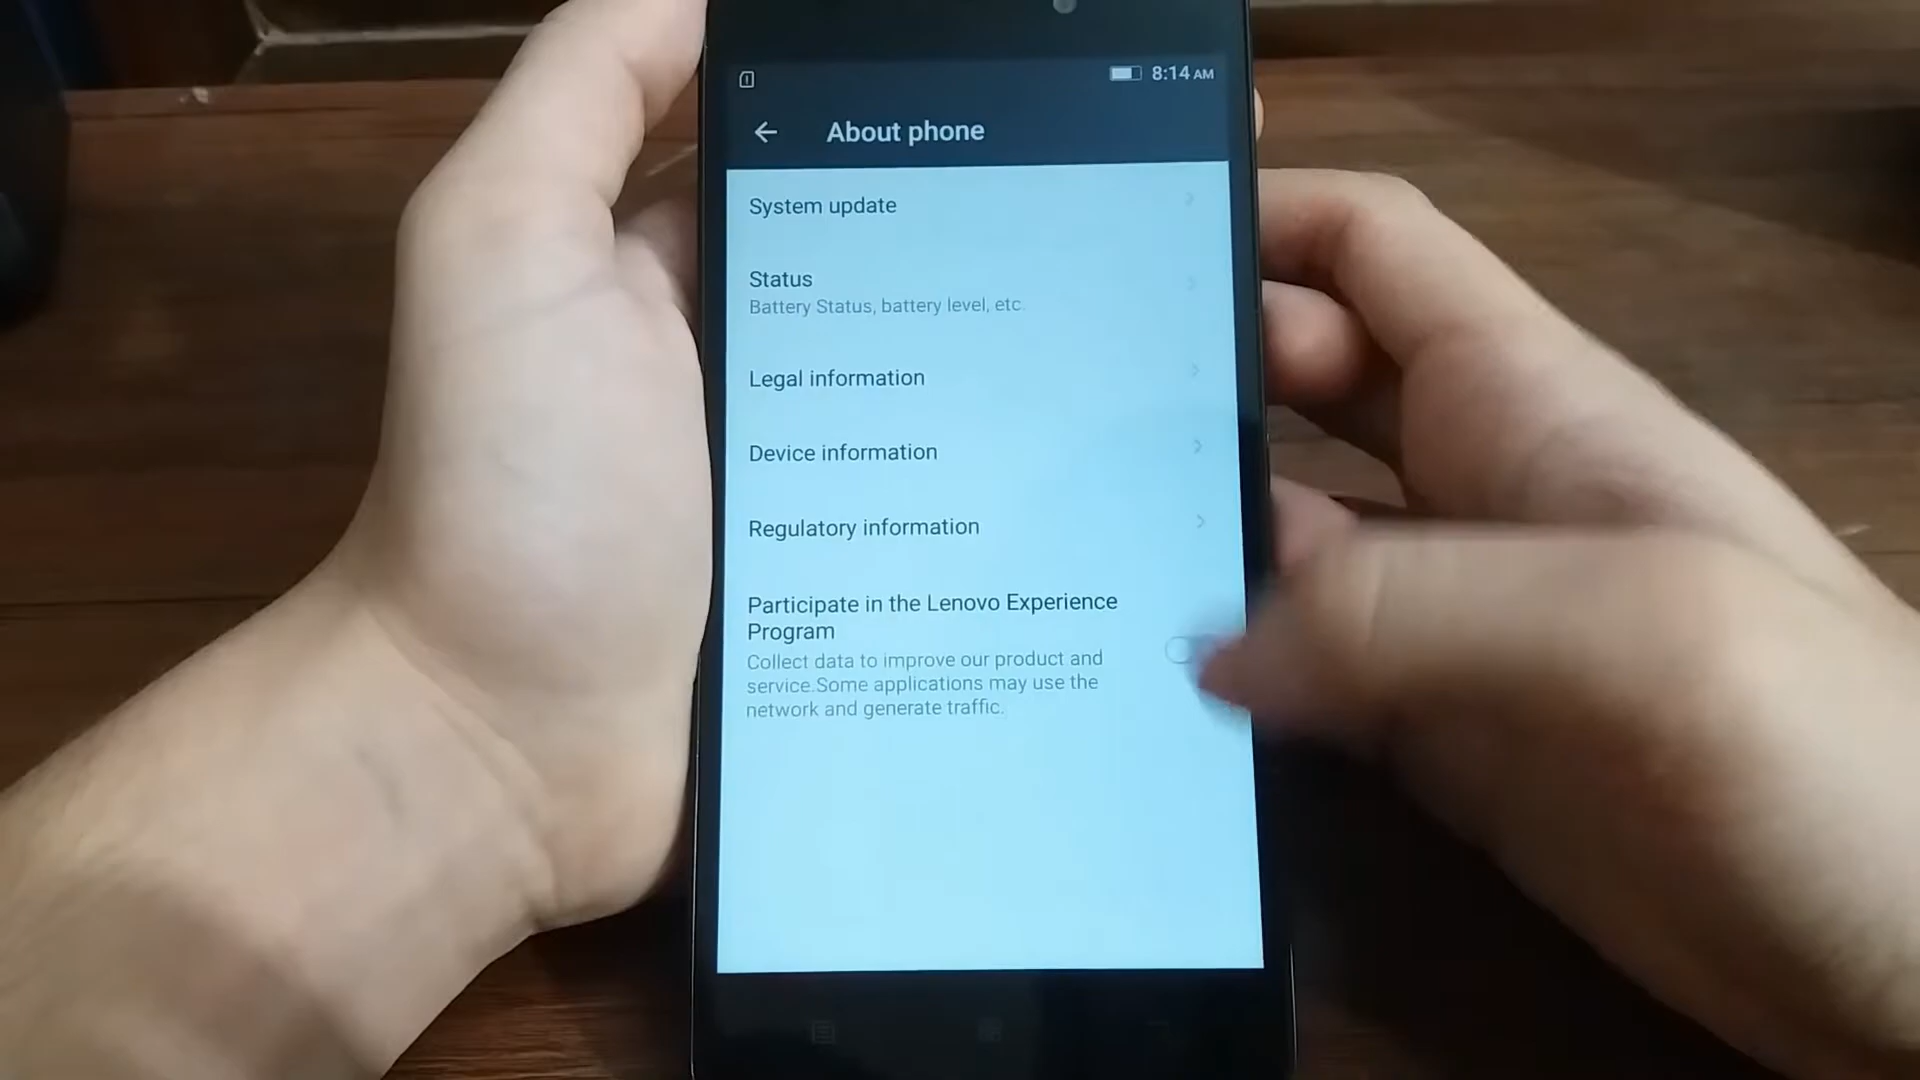 8:14 AM
About phone
System update
Status
Battery Status, battery level, etc.
Legal information
Device information
Regulatory information
Participate in the Lenovo Experience
Program
Collect data to improve our product and
service.Some applications may use the
network and generate traffic.